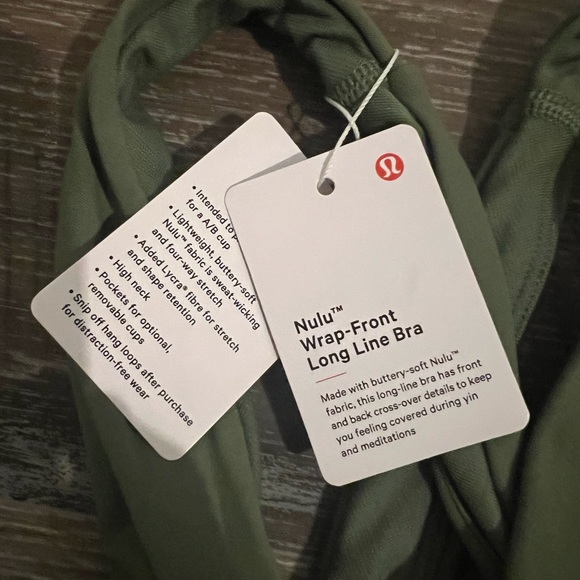 • Intended to
for a A/B cup
• Lightweight, buttery-soft
Nulu™ fabric is sweat-wicking
and four-way stretch
• Added Lycra® fibre for stretch
and shape retention
• High neck
• Pockets for optional,
removable cups
• Snip off hang loops after purchase
for distraction-free wear
Nulu™
Wrap-Front
Long Line Bra
Made with buttery-soft Nulu™
fabric, this long-line bra has front
and back cross-over details to keep
you feeling covered during yin
and meditations